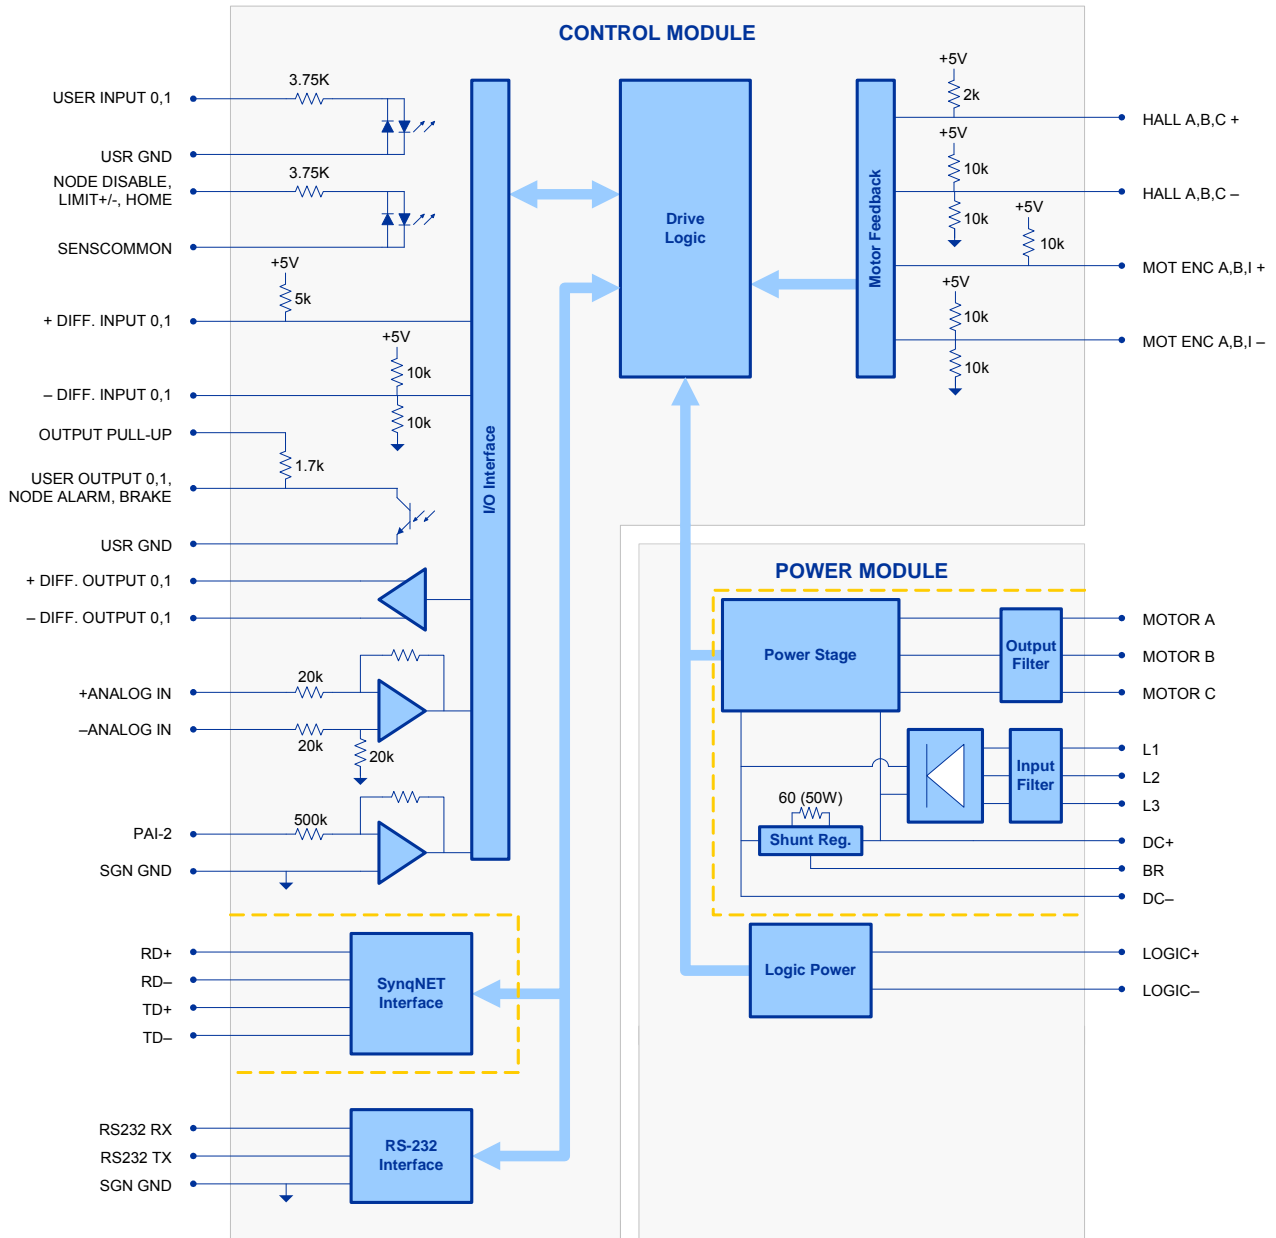 CONTROL MODULE
USER INPUT 0,1
3.75K
USR GND
NODE DISABLE,
LIMIT+/-, HOME
3.75K
SENSCOMMON
+5V
5k
+ DIFF. INPUT 0,1
+5V
10k
– DIFF. INPUT 0,1
10k
OUTPUT PULL-UP
1.7k
USER OUTPUT 0,1,
NODE ALARM, BRAKE
USR GND
+ DIFF. OUTPUT 0,1
– DIFF. OUTPUT 0,1
20k
+ANALOG IN
–ANALOG IN
20k
20k
500k
PAI-2
SGN GND
I/O Interface
Drive
Logic
Motor Feedback
+5V
2k
HALL A,B,C +
+5V
10k
HALL A,B,C –
10k
+5V
10k
MOT ENC A,B,I +
+5V
10k
MOT ENC A,B,I –
10k
RD+
RD–
TD+
TD–
SynqNET
Interface
RS232 RX
RS232 TX
SGN GND
RS-232
Interface
POWER MODULE
Power Stage
Output
Filter
MOTOR A
MOTOR B
MOTOR C
Input
Filter
L1
L2
L3
60 (50W)
Shunt Reg.
DC+
BR
DC–
Logic Power
LOGIC+
LOGIC–